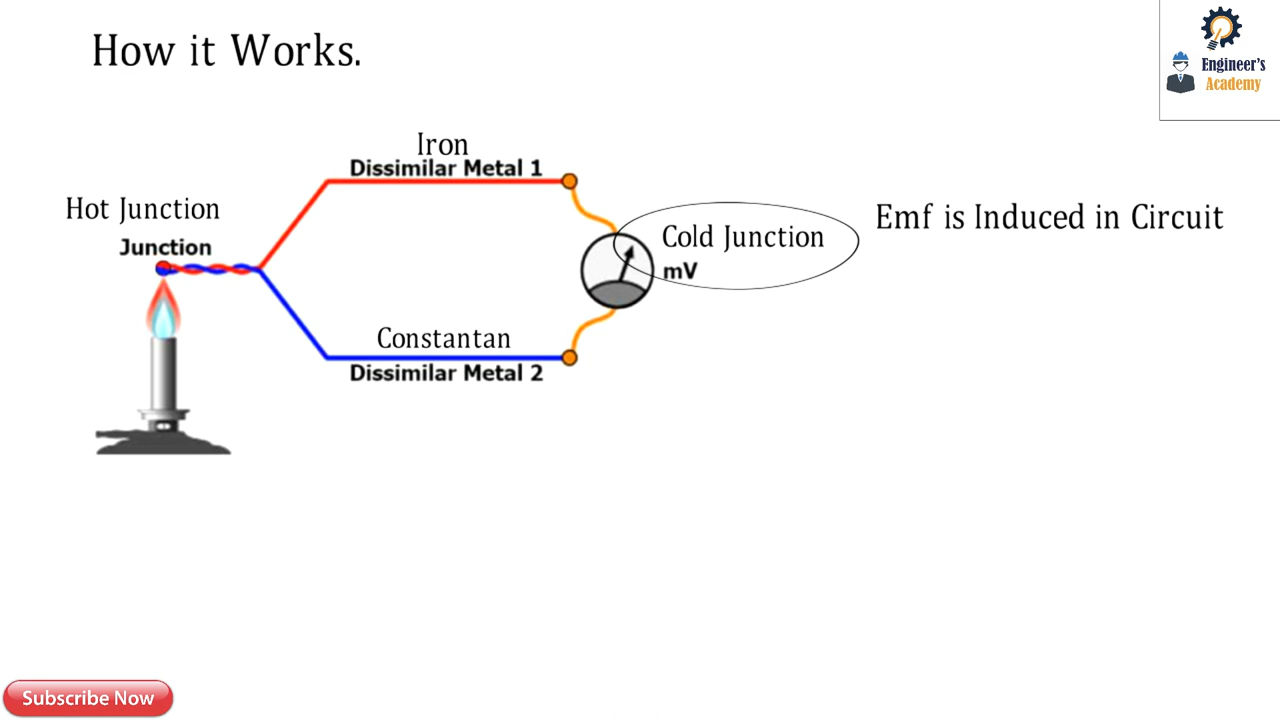 How it Works.
Engineer's
Academy
Iron
Dissimilar Metal 1
Hot Junction
Junction
Cold Junction
mV
Emf is Induced in Circuit
Constantan
Dissimilar Metal 2
Subscribe Now